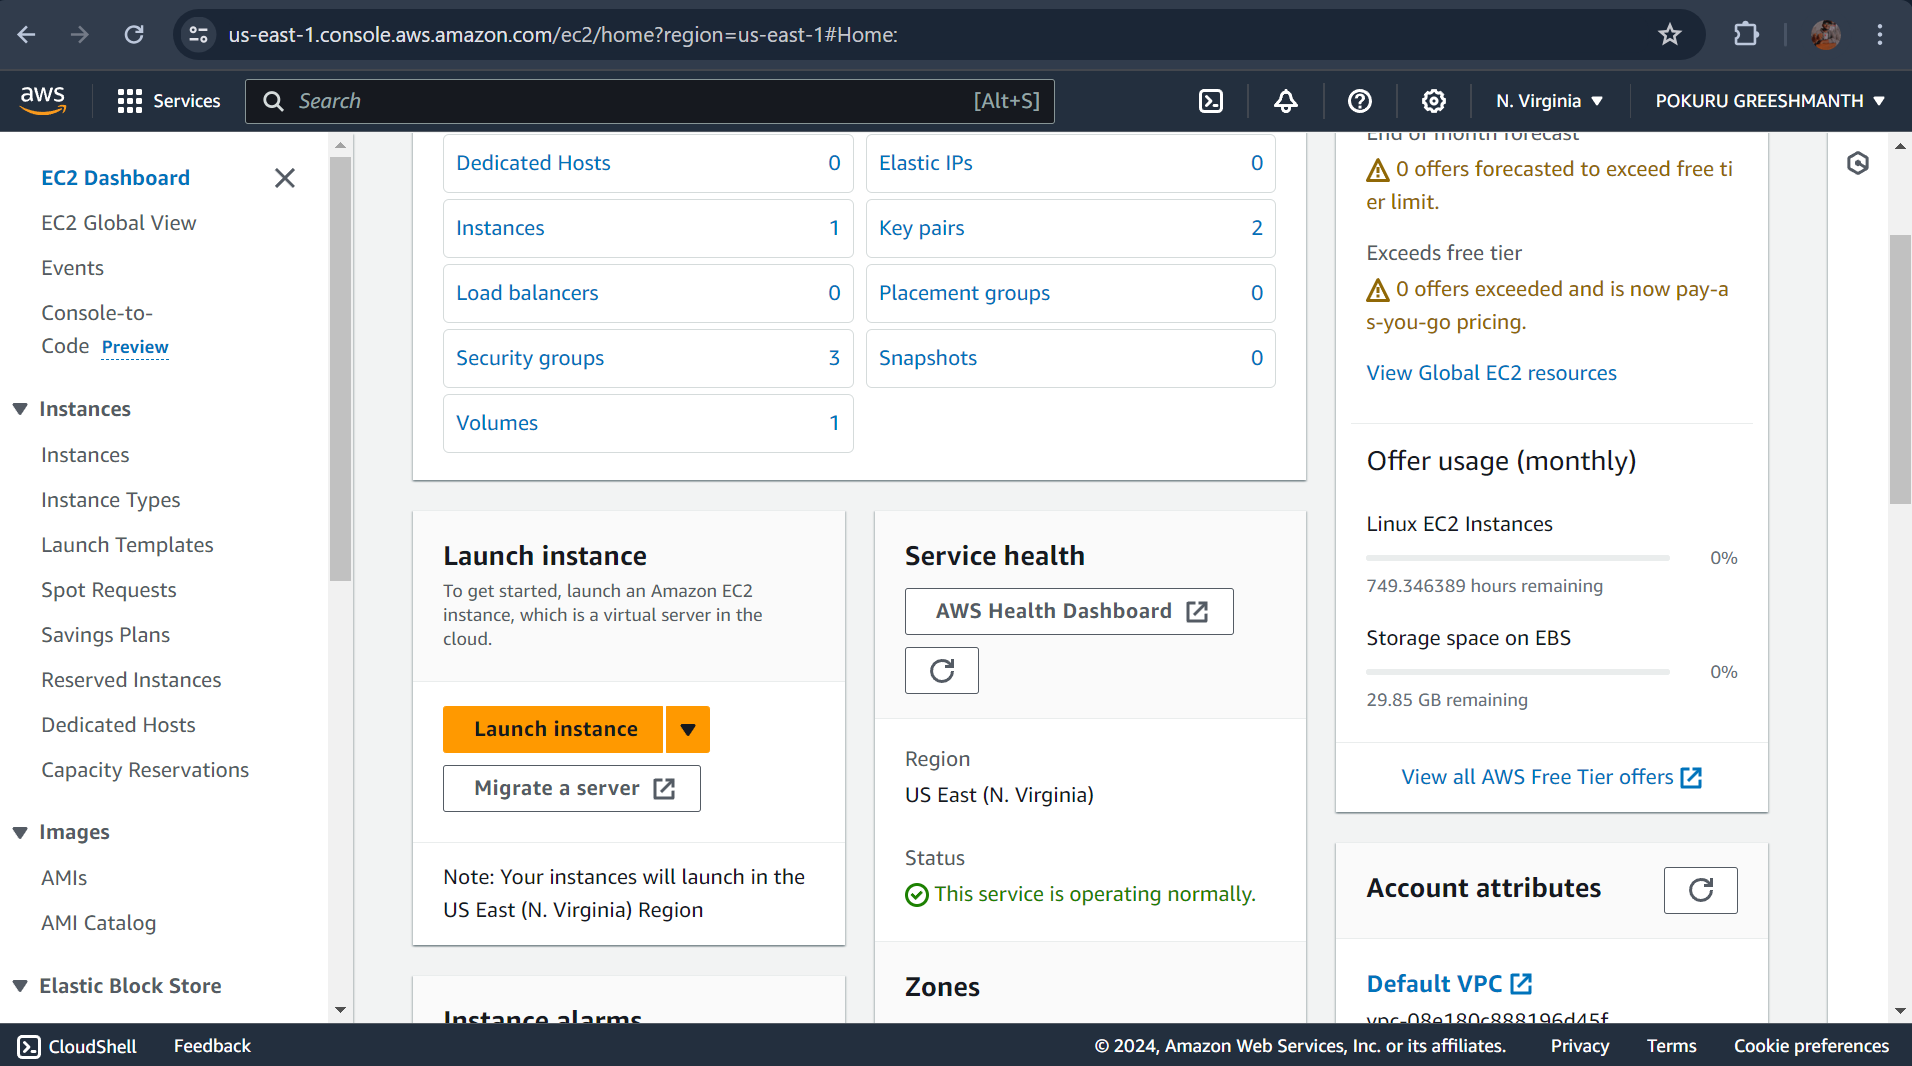 us-east-1.console.aws.amazon.com/ec2/home?region=us-east-1#Home:
aws
Services
Search
[Alt+S]
N. Virginia
POKURU GREESHMANTH
EC2 Dashboard
EC2 Global View
Events
Console-to-
Code Preview
Instances
Instances
Instance Types
Launch Templates
Spot Requests
Savings Plans
Reserved Instances
Dedicated Hosts
Capacity Reservations
Images
AMIs
AMI Catalog
Elastic Block Store
Dedicated Hosts 0
Elastic IPs 0
Instances 1
Key pairs 2
Load balancers 0
Placement groups 0
Security groups 3
Snapshots 0
Volumes 1
Launch instance
To get started, launch an Amazon EC2
instance, which is a virtual server in the
cloud.
Launch instance
Migrate a server
Note: Your instances will launch in the
US East (N. Virginia) Region
Instance alarms
Service health
AWS Health Dashboard
Region
US East (N. Virginia)
Status
This service is operating normally.
Zones
End of month forecast
0 offers forecasted to exceed free ti
er limit.
Exceeds free tier
0 offers exceeded and is now pay-a
s-you-go pricing.
View Global EC2 resources
Offer usage (monthly)
Linux EC2 Instances
0%
749.346389 hours remaining
Storage space on EBS
0%
29.85 GB remaining
View all AWS Free Tier offers
Account attributes
Default VPC
vpc-08e180c888196d45f
CloudShell
Feedback
© 2024, Amazon Web Services, Inc. or its affiliates.
Privacy
Terms
Cookie preferences